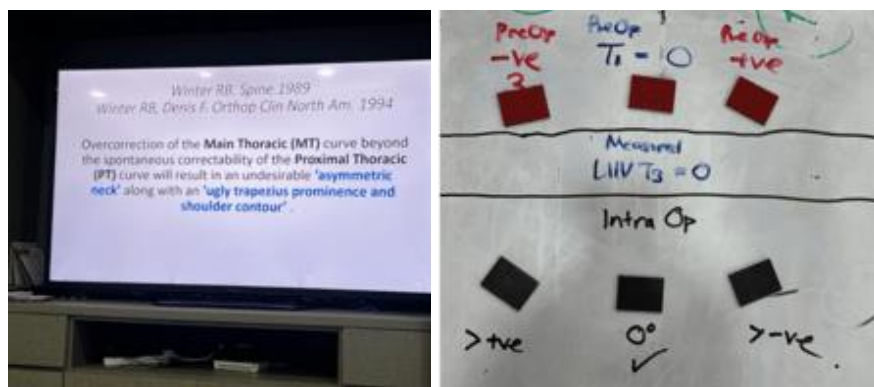 Winter RB. Spine.1989
Winter RB, Denis F. Orthop Clin North Am. 1994
Overcorrection of the Main Thoracic (MT) curve beyond
the spontaneous correctability of the Proximal Thoracic
(PT) curve will result in an undesirable 'asymmetric
neck' along with an 'ugly trapezius prominence and
shoulder contour' .
PreOp
-ve
?
PreOp
T1 = 0
PreOp
+ve
Measured
T3 = 0
Intra Op
>+ve
0°
>-ve